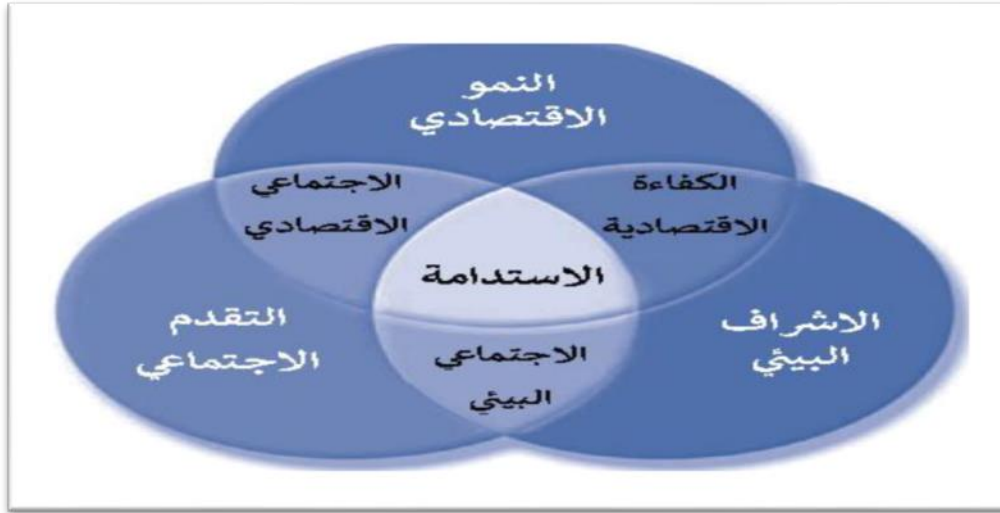 النمو
الاقتصادي
الكفاءة
الاقتصادية
الاجتماعي
الاقتصادي
الاستدامة
الاشراف
البيئي
التقدم
الاجتماعي
الاجتماعي
البيئي